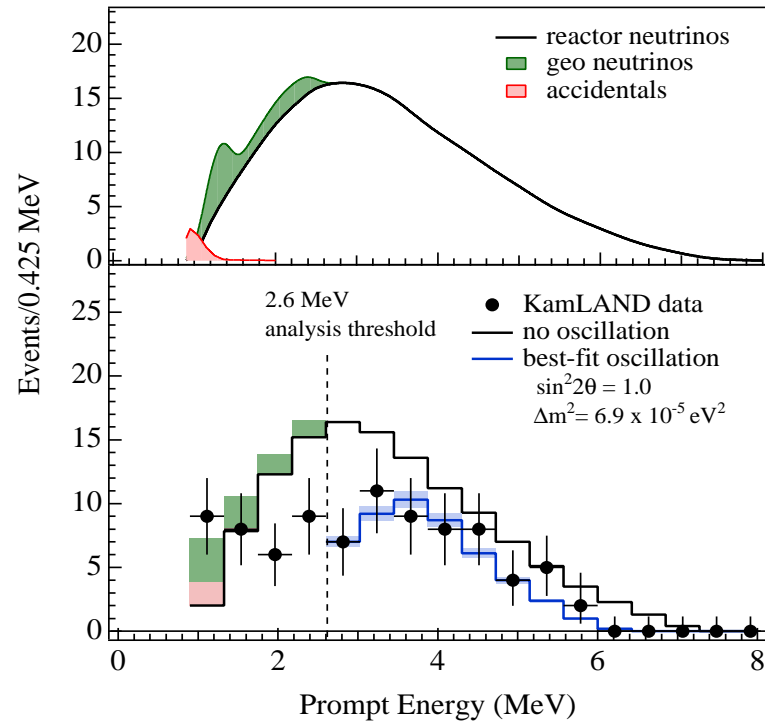 20
15
10
5
0
reactor neutrinos
geo neutrinos
accidentals
Events/0.425 MeV
25
20
15
10
5
0
2.6 MeV
analysis threshold
KamLAND data
no oscillation
best-fit oscillation
sin²2θ = 1.0
Δm²= 6.9 x 10⁻⁵ eV²
0 2 4 6 8
Prompt Energy (MeV)